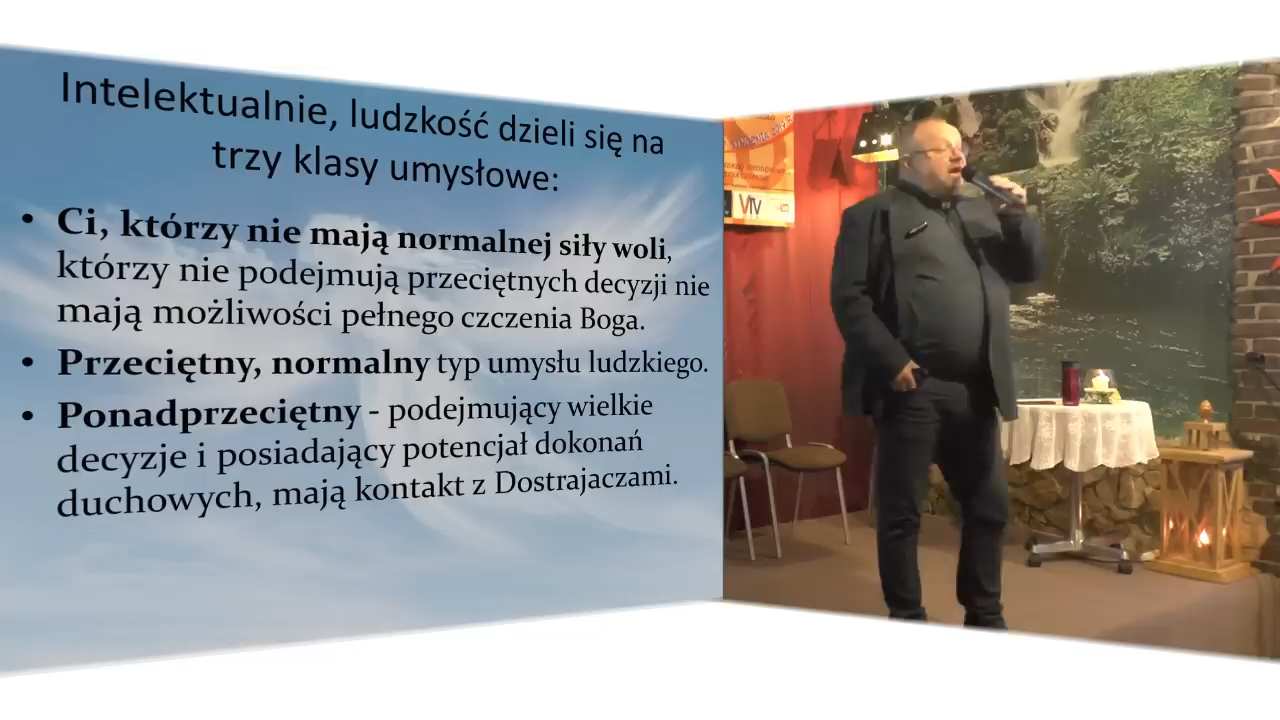 Intelektualnie, ludzkość dzieli się na
trzy klasy umysłowe:
• Ci, którzy nie mają normalnej siły woli,
którzy nie podejmują przeciętnych decyzji nie
mają możliwości pełnego czczenia Boga.
• Przeciętny, normalny typ umysłu ludzkiego.
• Ponadprzeciętny - podejmujący wielkie
decyzje i posiadający potencjał dokonań
duchowych, mają kontakt z Dostrajaczami.
VIV